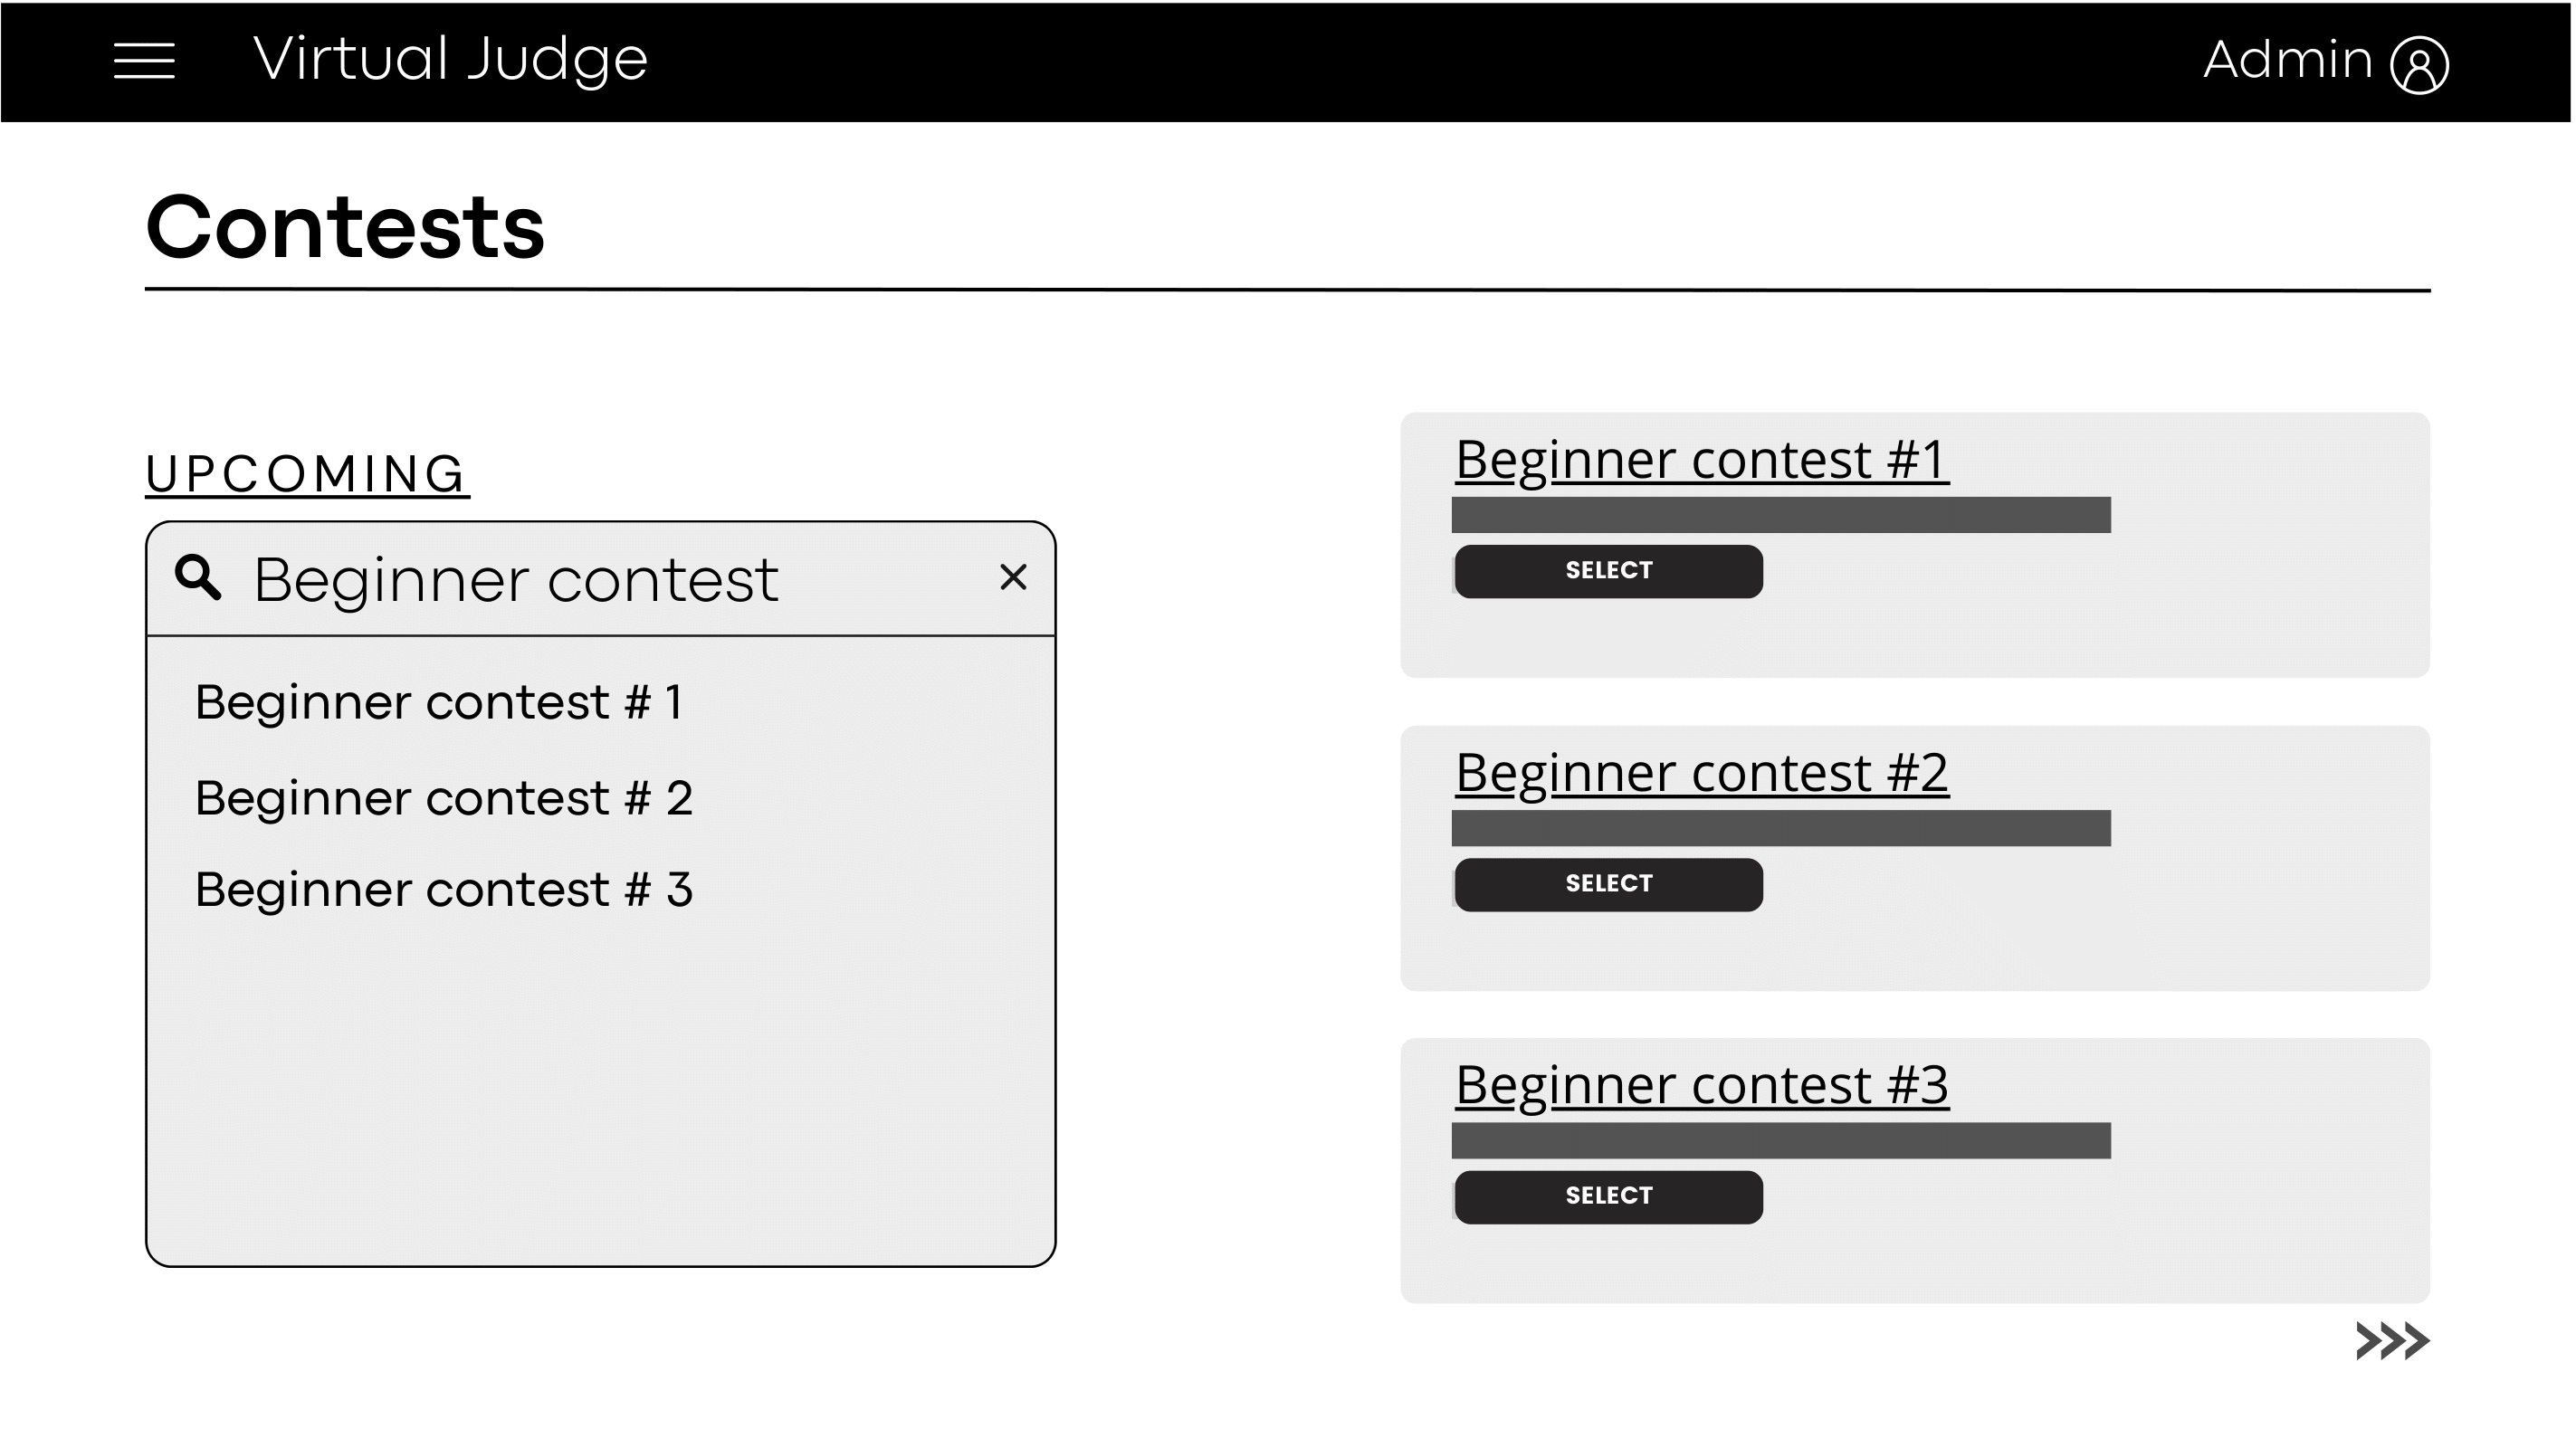 Virtual Judge
Admin
Contests
UPCOMING
Beginner contest
Beginner contest # 1
Beginner contest # 2
Beginner contest # 3
Beginner contest #1
SELECT
Beginner contest #2
SELECT
Beginner contest #3
SELECT